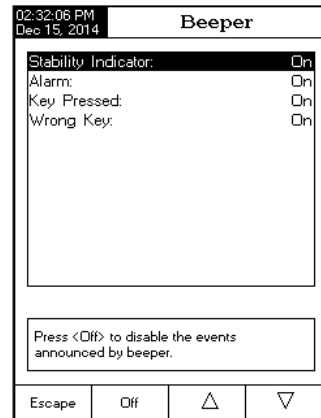 02:32:06 PM
Dec 15, 2014
Beeper
Stability Indicator: On
Alarm: On
Key Pressed: On
Wrong Key: On
Press <Off> to disable the events
announced by beeper.
Escape Off △ ▽